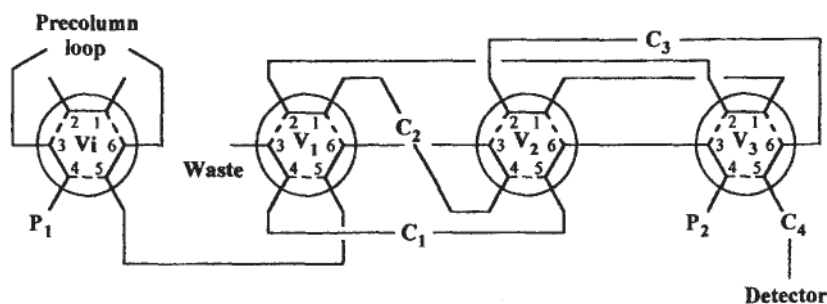 Precolumn
loop
C3
2 1
3 Vi 6
4 5
2 1
3 V1 6
4 5
C2
2 1
3 V2 6
4 5
2 1
3 V3 6
4 5
Waste
P1
C1
P2
C4
Detector